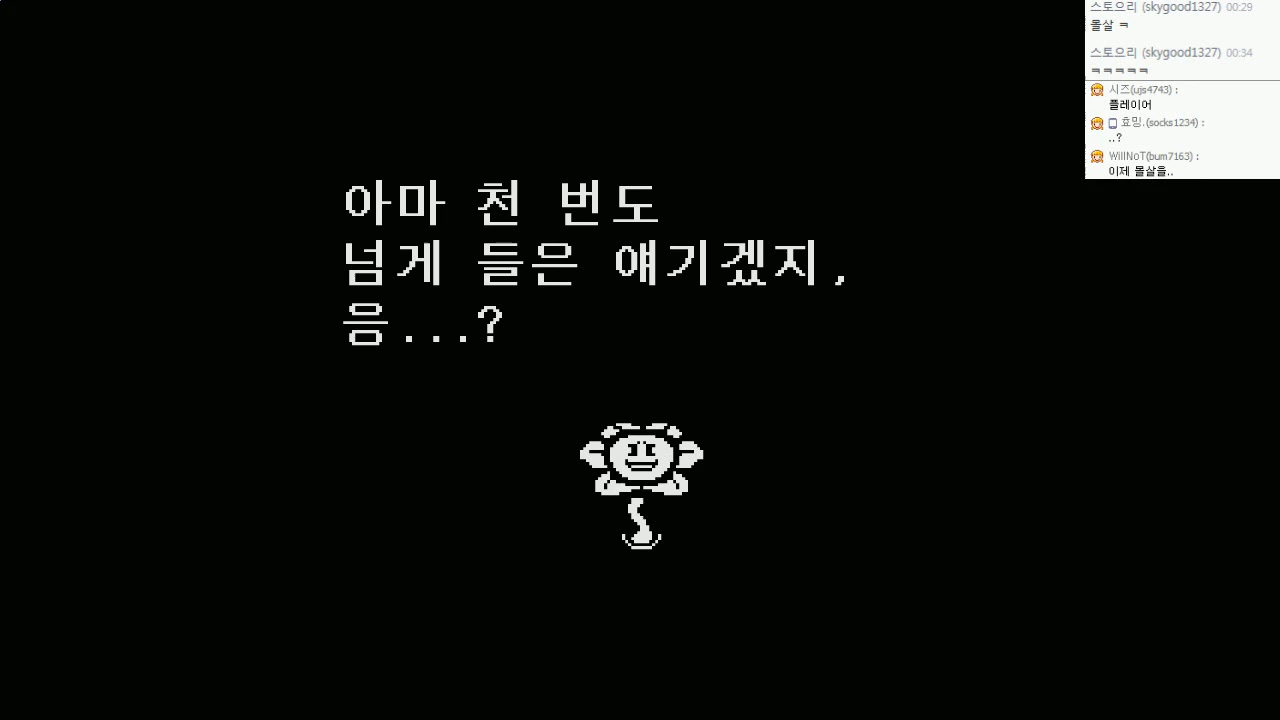 스토으리 (skygood1327) 00:29
몰살 ㅋ
스토으리 (skygood1327) 00:34
ㅋㅋㅋㅋㅋ
시즈(ujs4743) :
플레이어
효밍.(socks1234) :
..?
WillNoT(bum7163) :
이제 몰살을..
아마 천 번도
넘게 들은 얘기겠지,
응...?